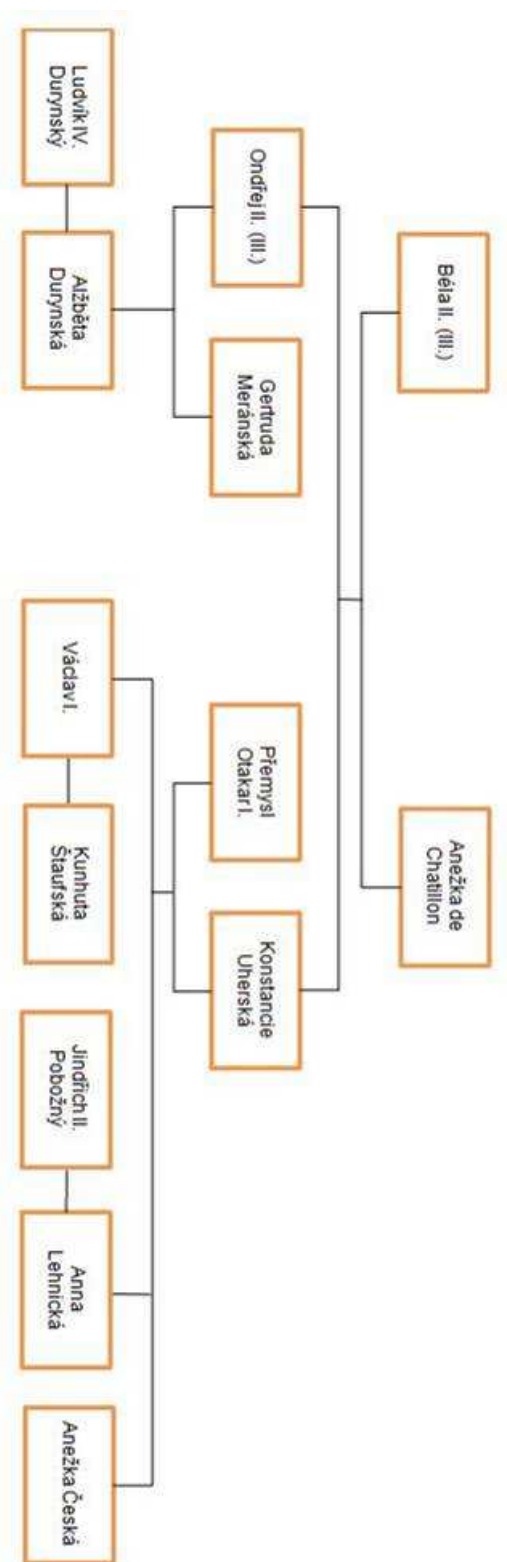 Béla II. (III.)
Anežka de
Chatillon
Ondřej II. (III.)
Gertruda
Meránská
Přemysl
Otakar I.
Konstancie
Uherská
Ludvík IV.
Durynský
Alžběta
Durynská
Václav I.
Kunhuta
Štaufská
Jindřich II.
Pobožný
Anna
Lehnická
Anežka Česká